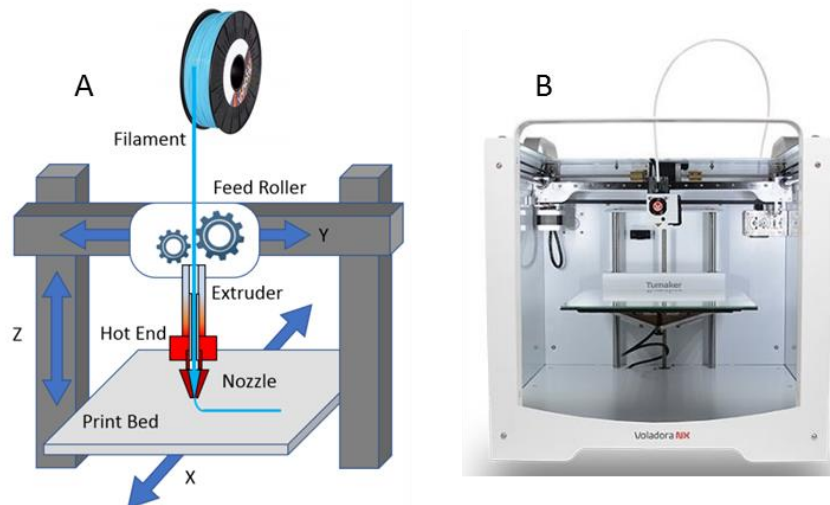 A
Filament
Feed Roller
Y
Extruder
Z
Hot End
Nozzle
Print Bed
X
B
Tumaker
Voladora NX